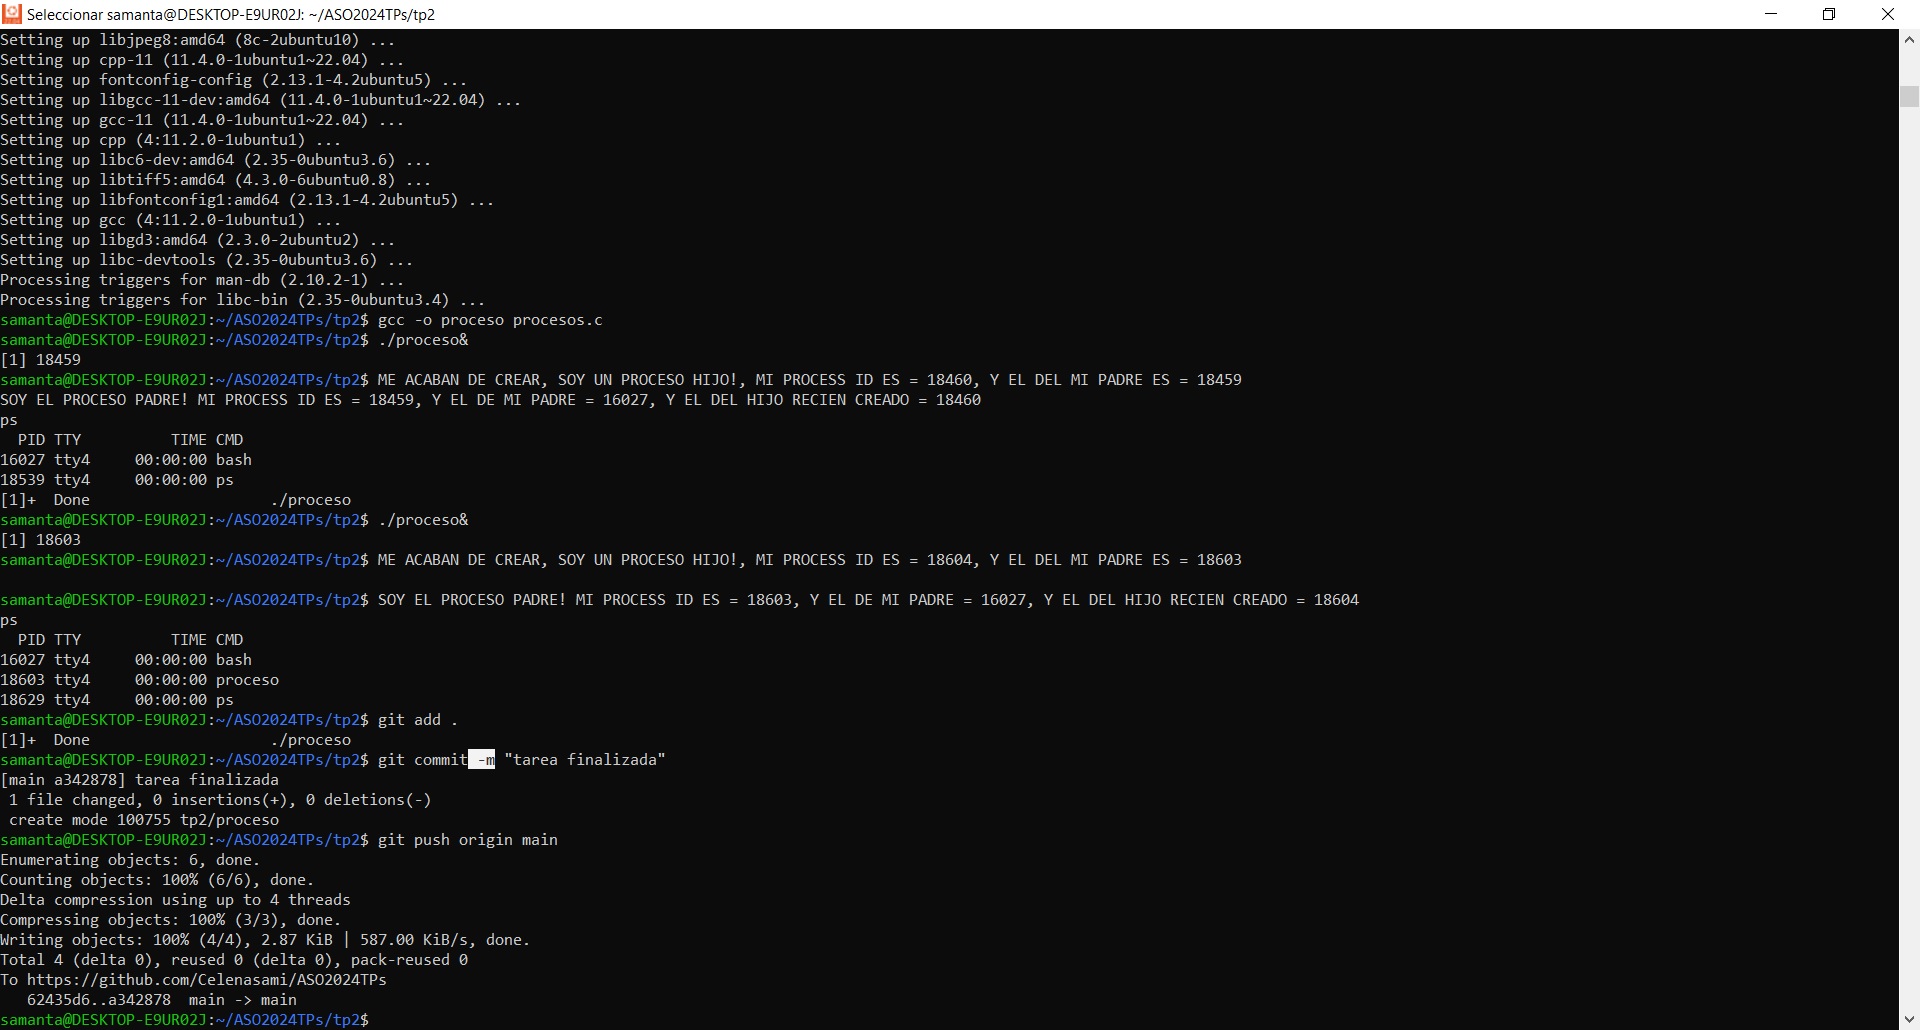 Seleccionar samanta@DESKTOP-E9UR02J: ~/ASO2024TPs/tp2
Setting up libjpeg8:amd64 (8c-2ubuntu10) ...
Setting up cpp-11 (11.4.0-1ubuntu1~22.04) ...
Setting up fontconfig-config (2.13.1-4.2ubuntu5) ...
Setting up libgcc-11-dev:amd64 (11.4.0-1ubuntu1~22.04) ...
Setting up gcc-11 (11.4.0-1ubuntu1~22.04) ...
Setting up cpp (4:11.2.0-1ubuntu1) ...
Setting up libc6-dev:amd64 (2.35-0ubuntu3.6) ...
Setting up libtiff5:amd64 (4.3.0-6ubuntu0.8) ...
Setting up libfontconfig1:amd64 (2.13.1-4.2ubuntu5) ...
Setting up gcc (4:11.2.0-1ubuntu1) ...
Setting up libgd3:amd64 (2.3.0-2ubuntu2) ...
Setting up libc-devtools (2.35-0ubuntu3.6) ...
Processing triggers for man-db (2.10.2-1) ...
Processing triggers for libc-bin (2.35-0ubuntu3.4) ...
samanta@DESKTOP-E9UR02J:~/ASO2024TPs/tp2$ gcc -o proceso procesos.c
samanta@DESKTOP-E9UR02J:~/ASO2024TPs/tp2$ ./proceso&
[1] 18459
samanta@DESKTOP-E9UR02J:~/ASO2024TPs/tp2$ ME ACABAN DE CREAR, SOY UN PROCESO HIJO!, MI PROCESS ID ES = 18460, Y EL DEL MI PADRE ES = 18459
SOY EL PROCESO PADRE! MI PROCESS ID ES = 18459, Y EL DE MI PADRE = 16027, Y EL DEL HIJO RECIEN CREADO = 18460
ps
  PID TTY          TIME CMD
16027 tty4     00:00:00 bash
18539 tty4     00:00:00 ps
[1]+  Done                    ./proceso
samanta@DESKTOP-E9UR02J:~/ASO2024TPs/tp2$ ./proceso&
[1] 18603
samanta@DESKTOP-E9UR02J:~/ASO2024TPs/tp2$ ME ACABAN DE CREAR, SOY UN PROCESO HIJO!, MI PROCESS ID ES = 18604, Y EL DEL MI PADRE ES = 18603
samanta@DESKTOP-E9UR02J:~/ASO2024TPs/tp2$ SOY EL PROCESO PADRE! MI PROCESS ID ES = 18603, Y EL DE MI PADRE = 16027, Y EL DEL HIJO RECIEN CREADO = 18604
ps
  PID TTY          TIME CMD
16027 tty4     00:00:00 bash
18603 tty4     00:00:00 proceso
18629 tty4     00:00:00 ps
samanta@DESKTOP-E9UR02J:~/ASO2024TPs/tp2$ git add .
[1]+  Done                    ./proceso
samanta@DESKTOP-E9UR02J:~/ASO2024TPs/tp2$ git commit -m "tarea finalizada"
[main a342878] tarea finalizada
 1 file changed, 0 insertions(+), 0 deletions(-)
 create mode 100755 tp2/proceso
samanta@DESKTOP-E9UR02J:~/ASO2024TPs/tp2$ git push origin main
Enumerating objects: 6, done.
Counting objects: 100% (6/6), done.
Delta compression using up to 4 threads
Compressing objects: 100% (3/3), done.
Writing objects: 100% (4/4), 2.87 KiB | 587.00 KiB/s, done.
Total 4 (delta 0), reused 0 (delta 0), pack-reused 0
To https://github.com/Celenasami/ASO2024TPs
   62435d6..a342878  main -> main
samanta@DESKTOP-E9UR02J:~/ASO2024TPs/tp2$